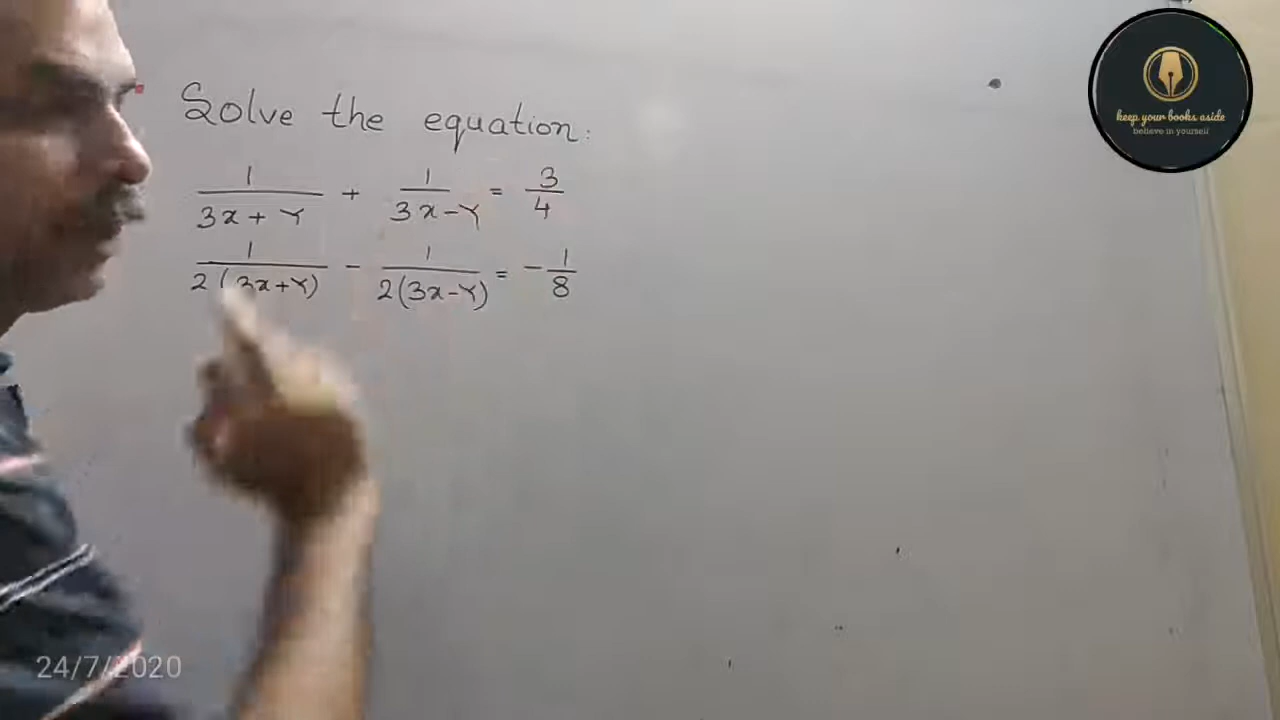 Solve the equation:
1/(3x + Y) + 1/(3x-Y) = 3/4
1/(2(3x+Y)) - 1/(2(3x-Y)) = -1/8
keep your books aside
believe in yourself
24/7/2020